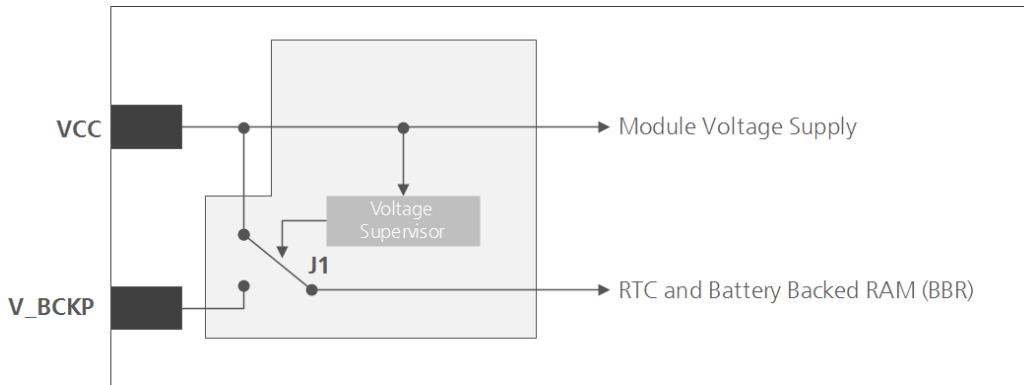 VCC
Module Voltage Supply
Voltage
Supervisor
J1
V_BCKP
RTC and Battery Backed RAM (BBR)